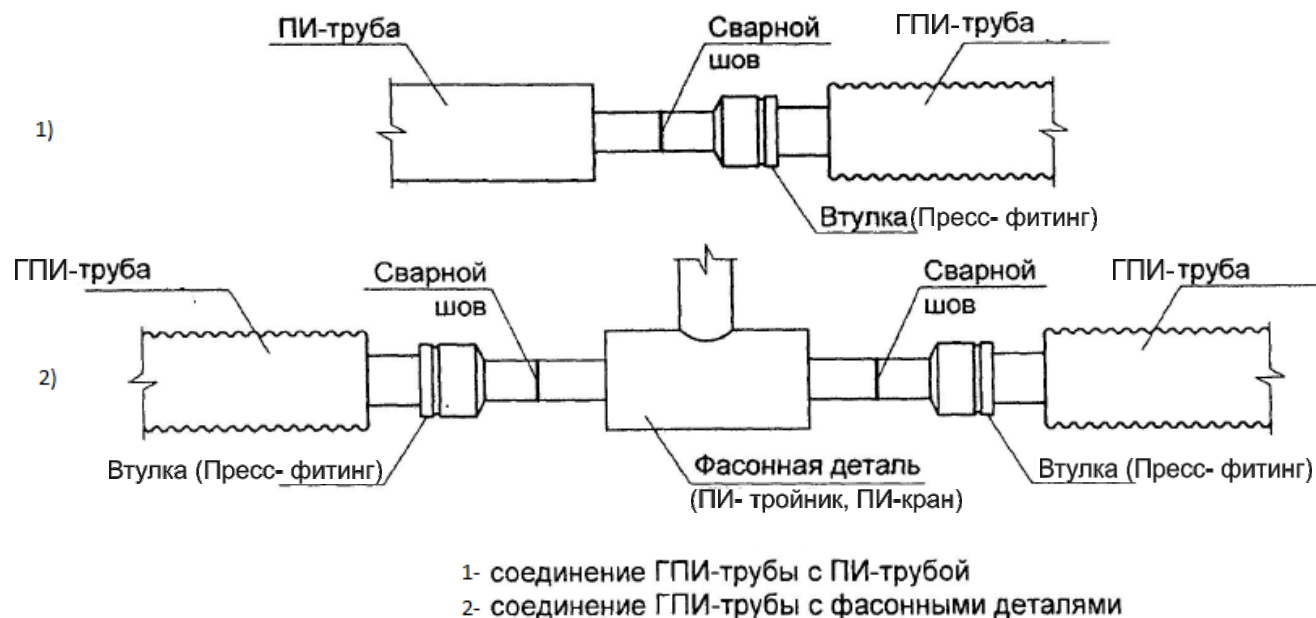 ПИ-труба
Сварной
шов
ГПИ-труба
1)
Втулка (Пресс- фитинг)
ГПИ-труба
Сварной
шов
Сварной
шов
ГПИ-труба
2)
Втулка (Пресс- фитинг)
Фасонная деталь
(ПИ- тройник, ПИ-кран)
Втулка (Пресс- фитинг)
1- соединение ГПИ-трубы с ПИ-трубой
2- соединение ГПИ-трубы с фасонными деталями